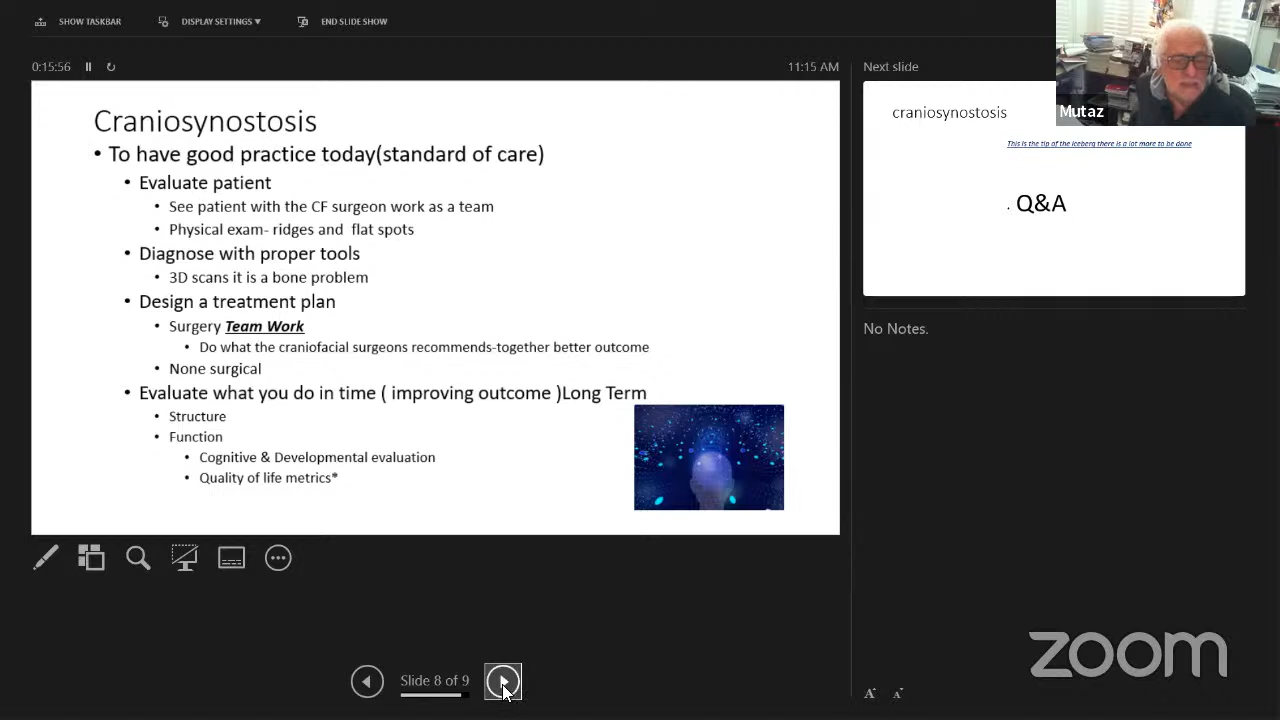 SHOW TASKBAR
DISPLAY SETTINGS ▼
END SLIDE SHOW
0:15:56
11:15 AM
Craniosynostosis
• To have good practice today(standard of care)
• Evaluate patient
• See patient with the CF surgeon work as a team
• Physical exam- ridges and flat spots
• Diagnose with proper tools
• 3D scans it is a bone problem
• Design a treatment plan
• Surgery Team Work
• Do what the craniofacial surgeons recommends-together better outcome
• None surgical
• Evaluate what you do in time ( improving outcome )Long Term
• Structure
• Function
• Cognitive & Developmental evaluation
• Quality of life metrics*
Slide 8 of 9
Next slide
Mutaz
craniosynostosis
This is the tip of the iceberg there is a lot more to be done
. Q&A
No Notes.
zoom
A A